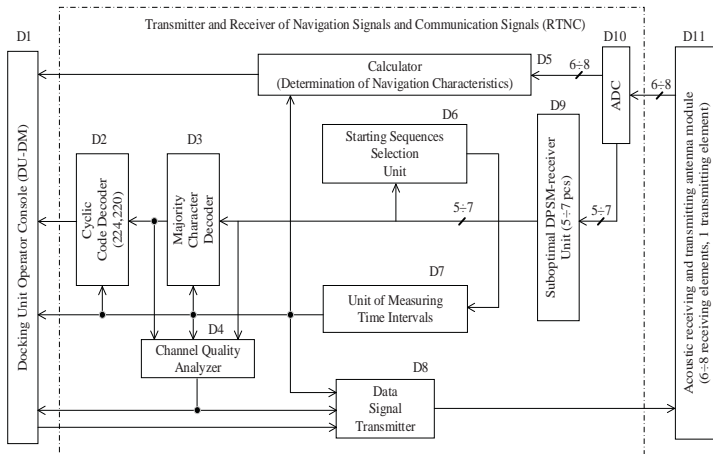 Transmitter and Receiver of Navigation Signals and Communication Signals (RTNC)
D1
D10
D11
D5
Calculator
(Determination of Navigation Characteristics)
6÷8
ADC
6÷8
D9
D6
Starting Sequences
Selection
Unit
D2
D3
Cyclic
Code Decoder
(224,220)
Majority
Character
Decoder
5÷7
Suboptimal DPSM-receiver
Unit (5÷7 pcs)
5÷7
Docking Unit Operator Console (DU-DM)
Acoustic receiving and transmitting antenna module
(6÷8 receiving elements, 1 transmitting element)
D7
Unit of Measuring
Time Intervals
D4
Channel Quality
Analyzer
D8
Data
Signal
Transmitter